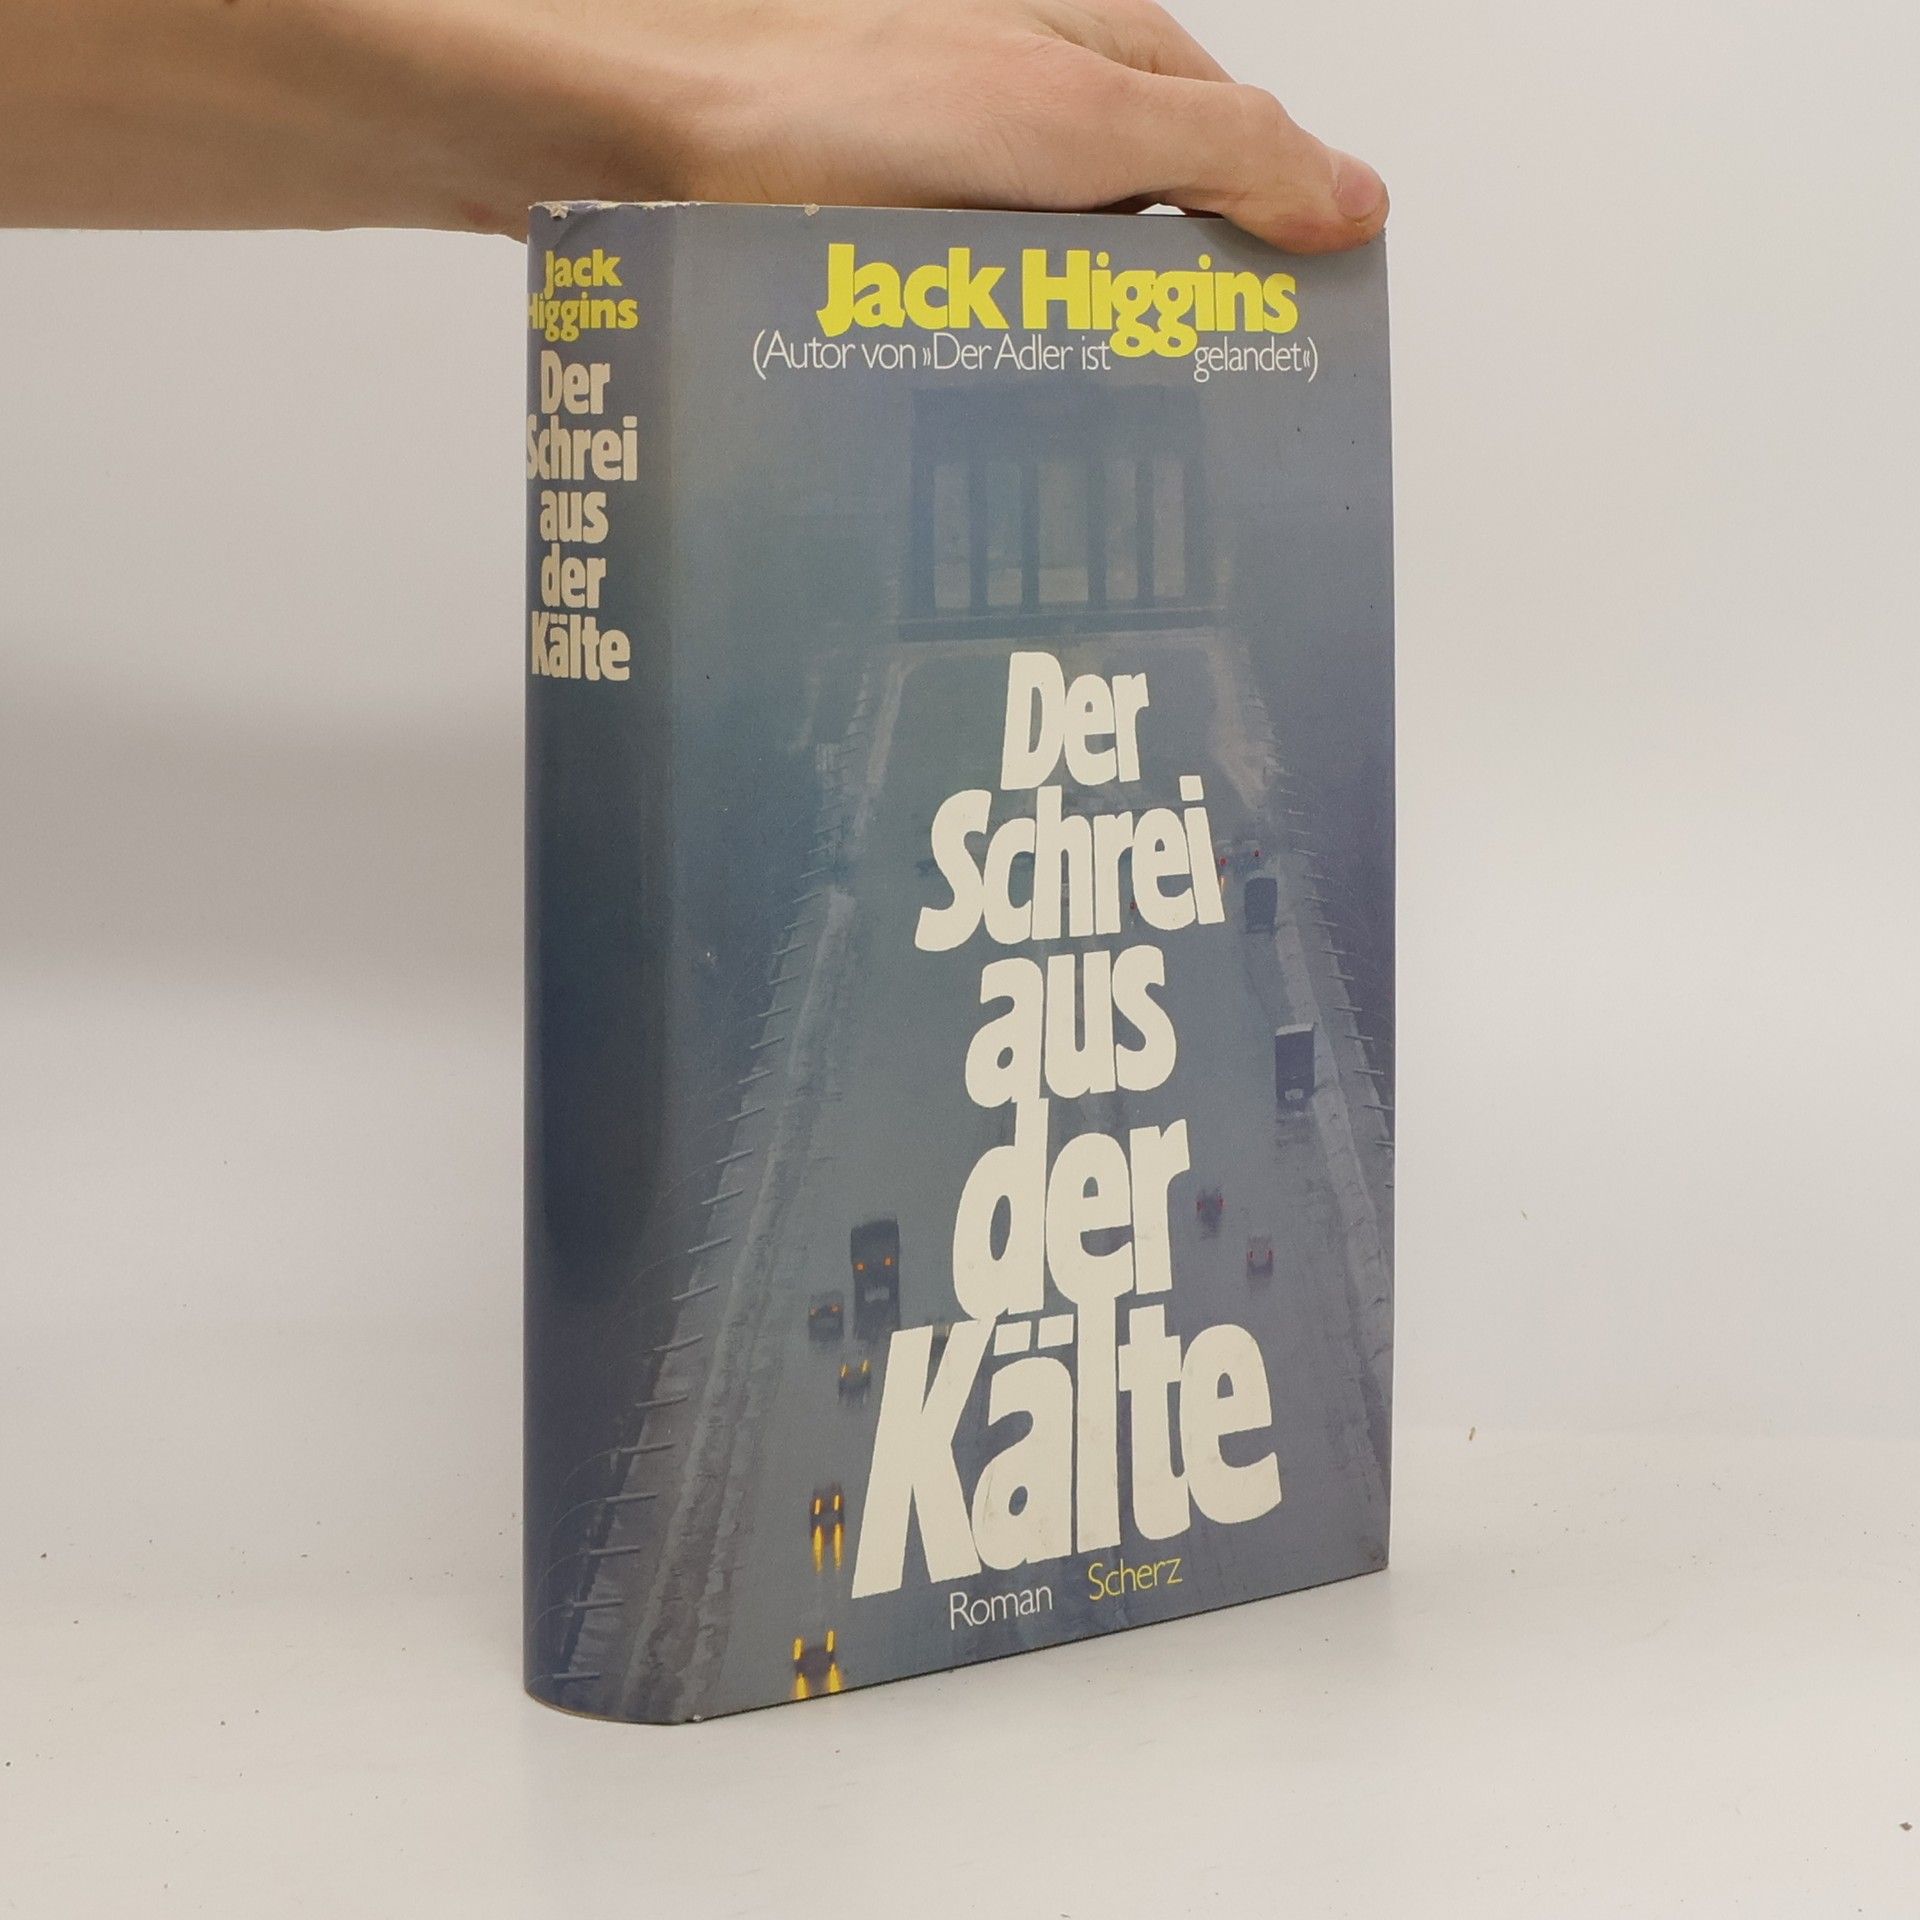 Jack
Higgins
Der
Schrei
aus
der
Kälte
Jack Higgins
(Autor von »Der Adler ist gelandet«)
Der
Schrei
aus
der
Kälte
Roman Scherz